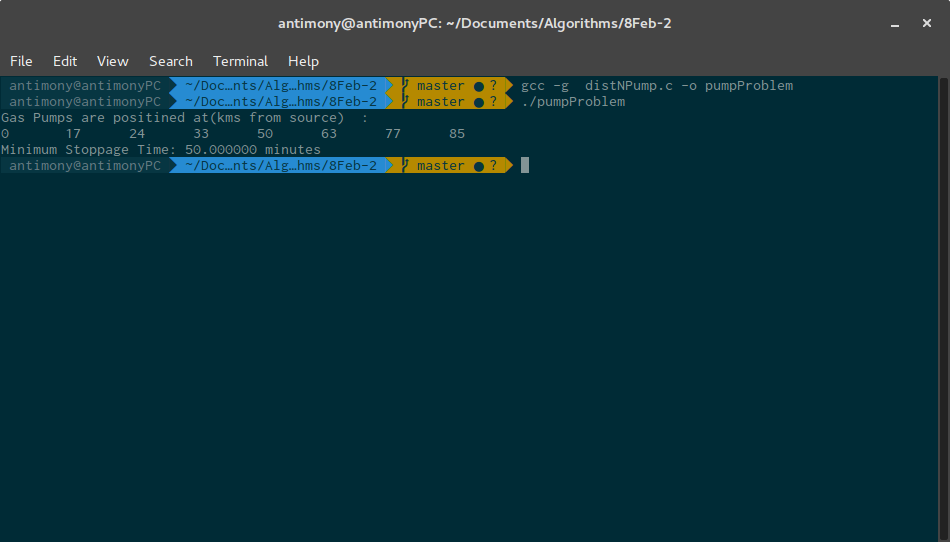 antimony@antimonyPC: ~/Documents/Algorithms/8Feb-2
File Edit View Search Terminal Help
antimony@antimonyPC ~/Doc…nts/Alg…hms/8Feb-2 master ● ? gcc -g  distNPump.c -o pumpProblem
antimony@antimonyPC ~/Doc…nts/Alg…hms/8Feb-2 master ● ? ./pumpProblem
Gas Pumps are positined at(kms from source)  :
0 17 24 33 50 63 77 85
Minimum Stoppage Time: 50.000000 minutes
antimony@antimonyPC ~/Doc…nts/Alg…hms/8Feb-2 master ● ?